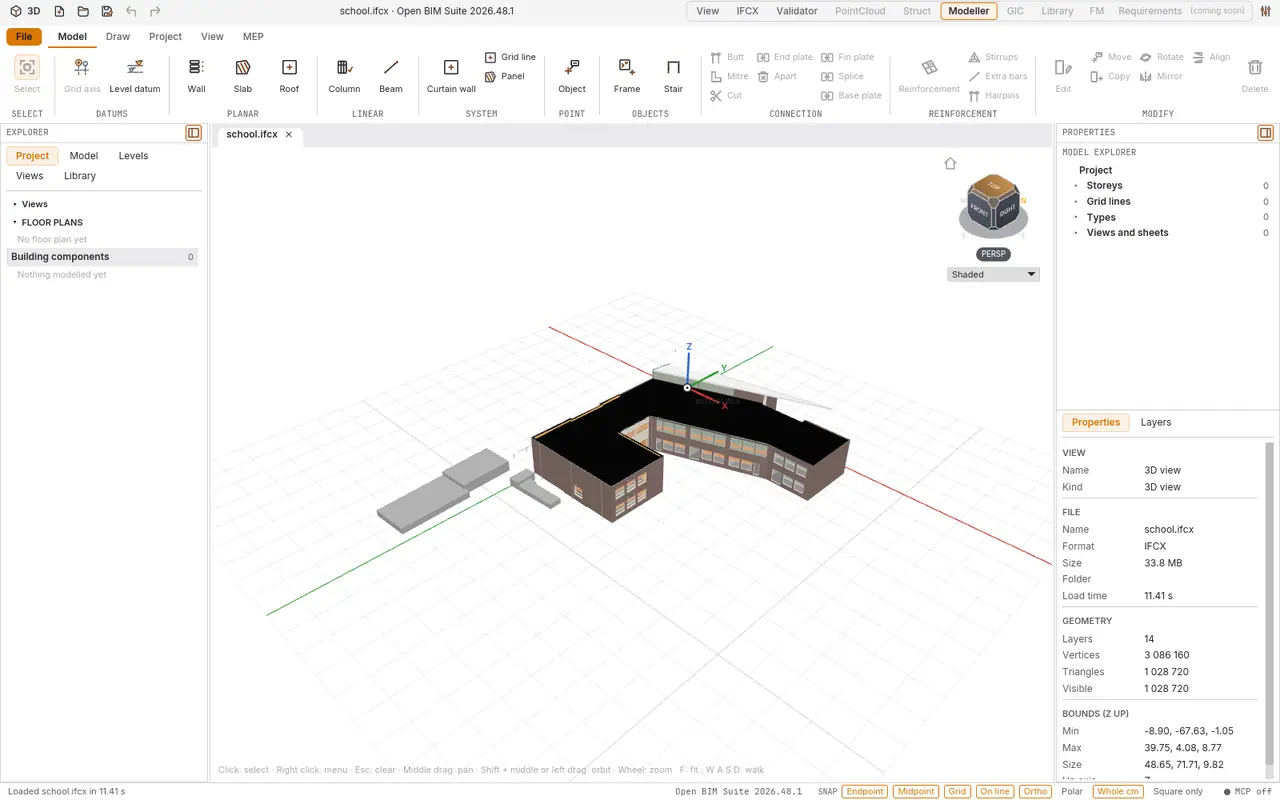 3D
school.ifcx · Open BIM Suite 2026.48.1
View IFCX Validator PointCloud Struct Modeller GIC Library FM Requirements (coming soon)
File Model Draw Project View MEP
Select
SELECT
Grid axis Level datum
DATUMS
Wall Slab Roof
PLANAR
Column Beam
LINEAR
Curtain wall Grid line Panel
SYSTEM
Object
POINT
Frame Stair
OBJECTS
Butt End plate Fin plate
Mitre Apart Splice
Cut Base plate
CONNECTION
Reinforcement Stirrups Extra bars Hairpins
REINFORCEMENT
Edit Move Rotate Align
Copy Mirror
Delete
MODIFY
EXPLORER
Project Model Levels
Views Library
Views
FLOOR PLANS
No floor plan yet
Building components 0
Nothing modelled yet
school.ifcx
TOP
FRONT RIGHT
W N
S E
PERSP
Shaded
Z
Y
X
school.ifcx
Click: select · Right click: menu · Esc: clear · Middle drag: pan · Shift + middle or left drag: orbit · Wheel: zoom · F: fit · W A S D: walk
PROPERTIES
MODEL EXPLORER
Project
Storeys 0
Grid lines 0
Types 0
Views and sheets 0
Properties Layers
VIEW
Name 3D view
Kind 3D view
FILE
Name school.ifcx
Format IFCX
Size 33.8 MB
Folder
Load time 11.41 s
GEOMETRY
Layers 14
Vertices 3 086 160
Triangles 1 028 720
Visible 1 028 720
BOUNDS (Z UP)
Min -8.90, -67.63, -1.05
Max 39.75, 4.08, 8.77
Size 48.65, 71.71, 9.82
Loaded school.ifcx in 11.41 s
Open BIM Suite 2026.48.1 SNAP Endpoint Midpoint Grid On line Ortho Polar Whole cm Square only MCP off